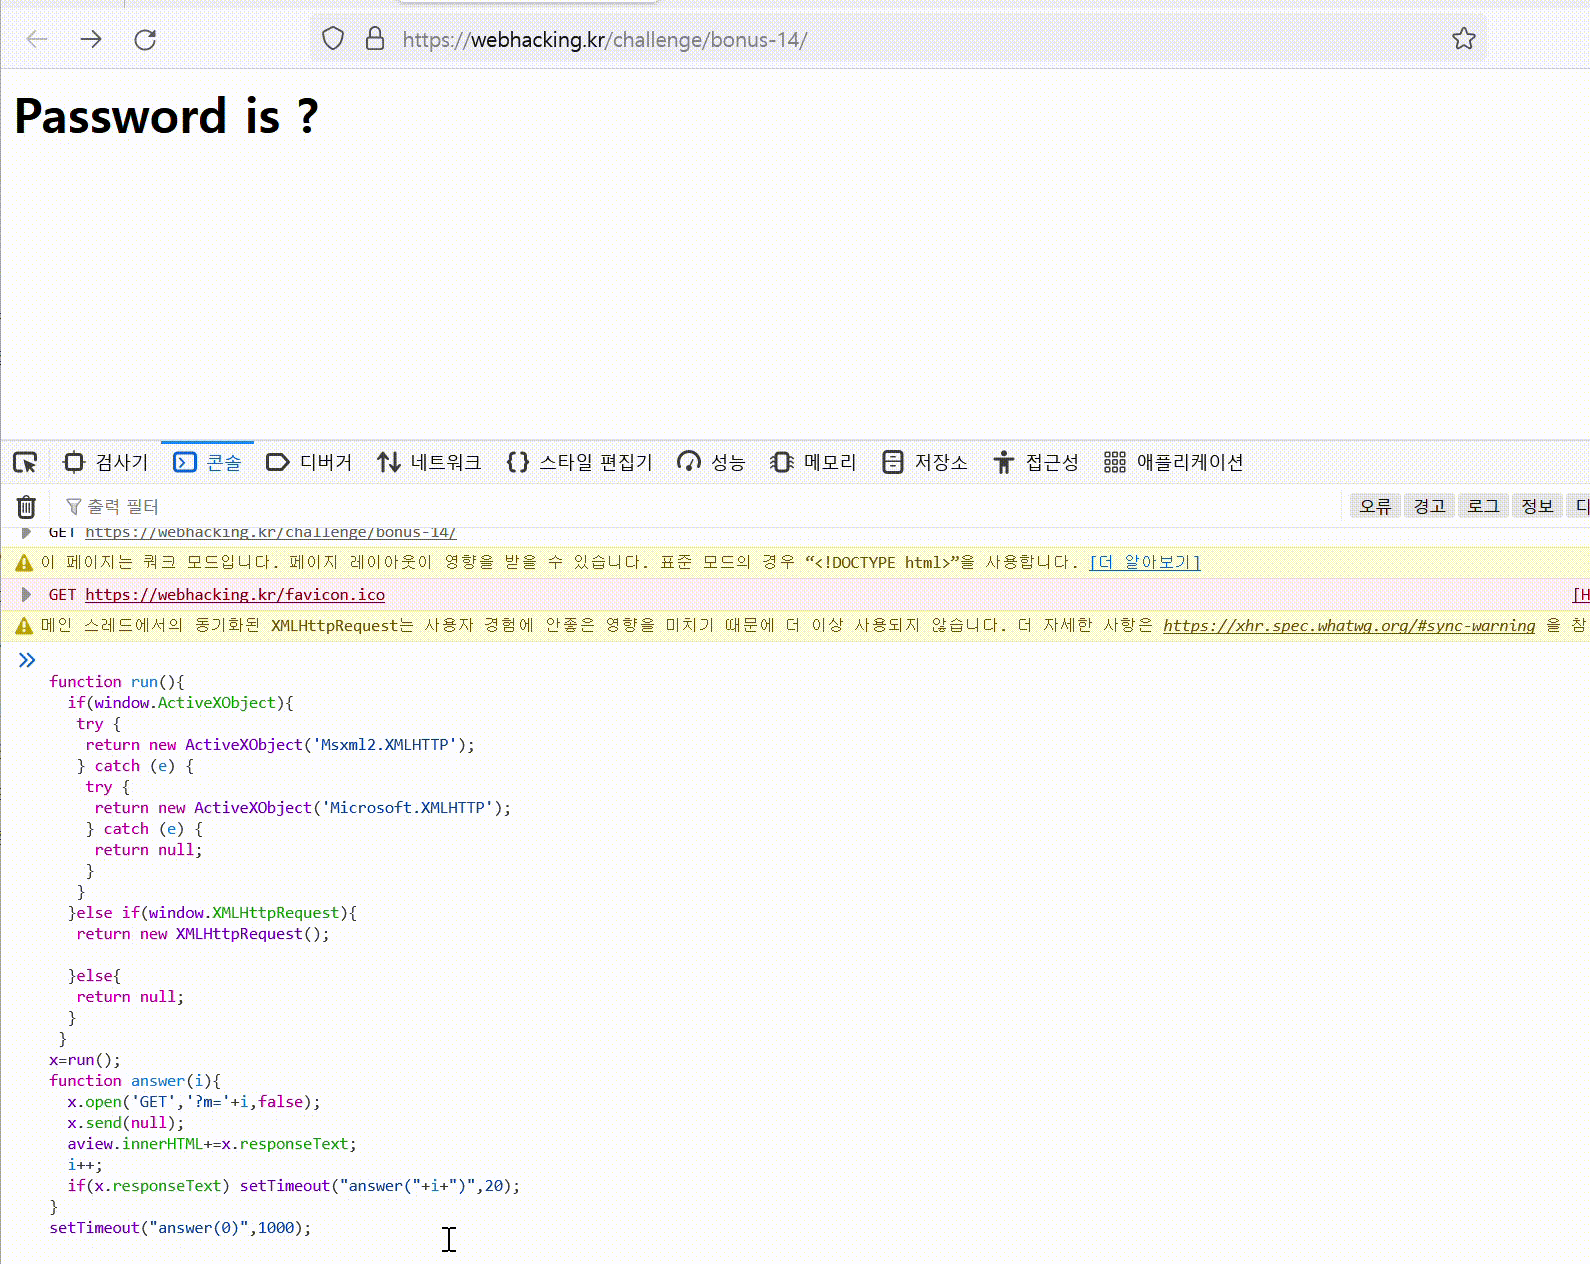 https://webhacking.kr/challenge/bonus-14/
Password is ?
검사기 콘솔 디버거 네트워크 스타일 편집기 성능 메모리 저장소 접근성 애플리케이션
출력 필터 오류 경고 로그 정보
GET https://webhacking.kr/challenge/bonus-14/
이 페이지는 쿼크 모드입니다. 페이지 레이아웃이 영향을 받을 수 있습니다. 표준 모드의 경우 “<!DOCTYPE html>”을 사용합니다. [더 알아보기]
GET https://webhacking.kr/favicon.ico [H
메인 스레드에서의 동기화된 XMLHttpRequest는 사용자 경험에 안좋은 영향을 미치기 때문에 더 이상 사용되지 않습니다. 더 자세한 사항은 https://xhr.spec.whatwg.org/#sync-warning 을 참
function run(){
if(window.ActiveXObject){
try {
return new ActiveXObject('Msxml2.XMLHTTP');
} catch (e) {
try {
return new ActiveXObject('Microsoft.XMLHTTP');
} catch (e) {
return null;
}
}
}else if(window.XMLHttpRequest){
return new XMLHttpRequest();
}else{
return null;
}
}
x=run();
function answer(i){
x.open('GET','?m='+i,false);
x.send(null);
aview.innerHTML+=x.responseText;
i++;
if(x.responseText) setTimeout("answer("+i+")",20);
}
setTimeout("answer(0)",1000);